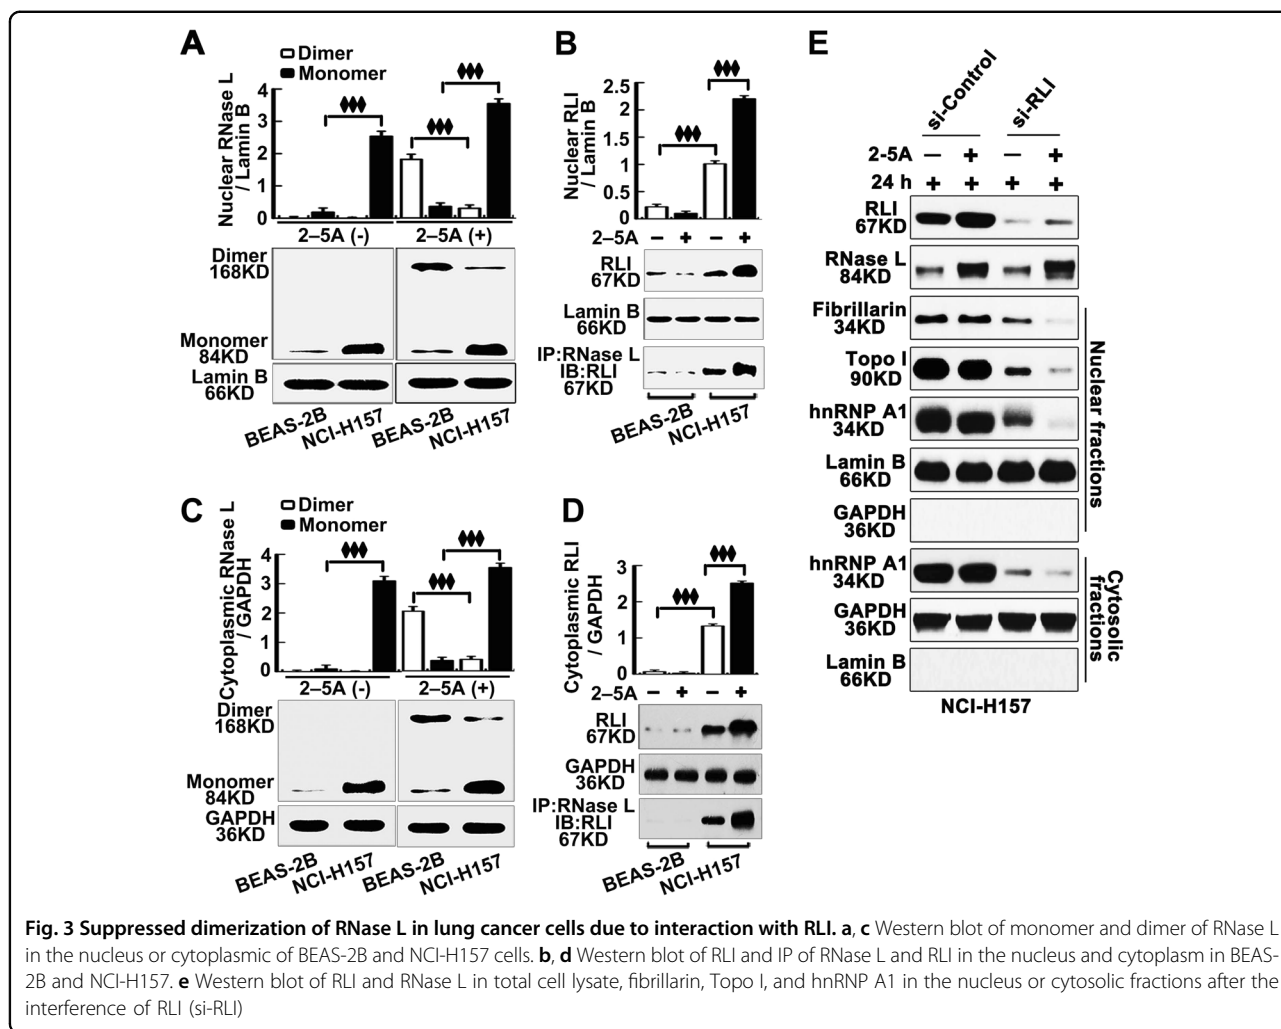 A
Dimer
Monomer
Nuclear RNase L
/ Lamin B
4
3
2
1
0
2–5A (-) 2–5A (+)
Dimer
168KD
Monomer
84KD
Lamin B
66KD
BEAS-2B NCI-H157 BEAS-2B NCI-H157
B
Nuclear RLI
/ Lamin B
2.5
2
1.5
1
0.5
0
2–5A – + – +
RLI
67KD
Lamin B
66KD
IP:RNase L
IB:RLI
67KD
BEAS-2B NCI-H157
C
Dimer
Monomer
Cytoplasmic RNase L
/ GAPDH
4
3
2
1
0
2–5A (-) 2–5A (+)
Dimer
168KD
Monomer
84KD
GAPDH
36KD
BEAS-2B NCI-H157 BEAS-2B NCI-H157
D
Cytoplasmic RLI
/ GAPDH
3
2
1
0
2–5A – + – +
RLI
67KD
GAPDH
36KD
IP:RNase L
IB:RLI
67KD
BEAS-2B NCI-H157
E
si-Control si-RLI
2-5A – + – +
24 h + + + +
RLI
67KD
RNase L
84KD
Fibrillarin
34KD
Topo I
90KD
hnRNP A1
34KD
Lamin B
66KD
GAPDH
36KD
Nuclear fractions
hnRNP A1
34KD
GAPDH
36KD
Lamin B
66KD
Cytosolic
fractions
NCI-H157
Fig. 3 Suppressed dimerization of RNase L in lung cancer cells due to interaction with RLI. a, c Western blot of monomer and dimer of RNase L
in the nucleus or cytoplasmic of BEAS-2B and NCI-H157 cells. b, d Western blot of RLI and IP of RNase L and RLI in the nucleus and cytoplasm in BEAS-
2B and NCI-H157. e Western blot of RLI and RNase L in total cell lysate, fibrillarin, Topo I, and hnRNP A1 in the nucleus or cytosolic fractions after the
interference of RLI (si-RLI)